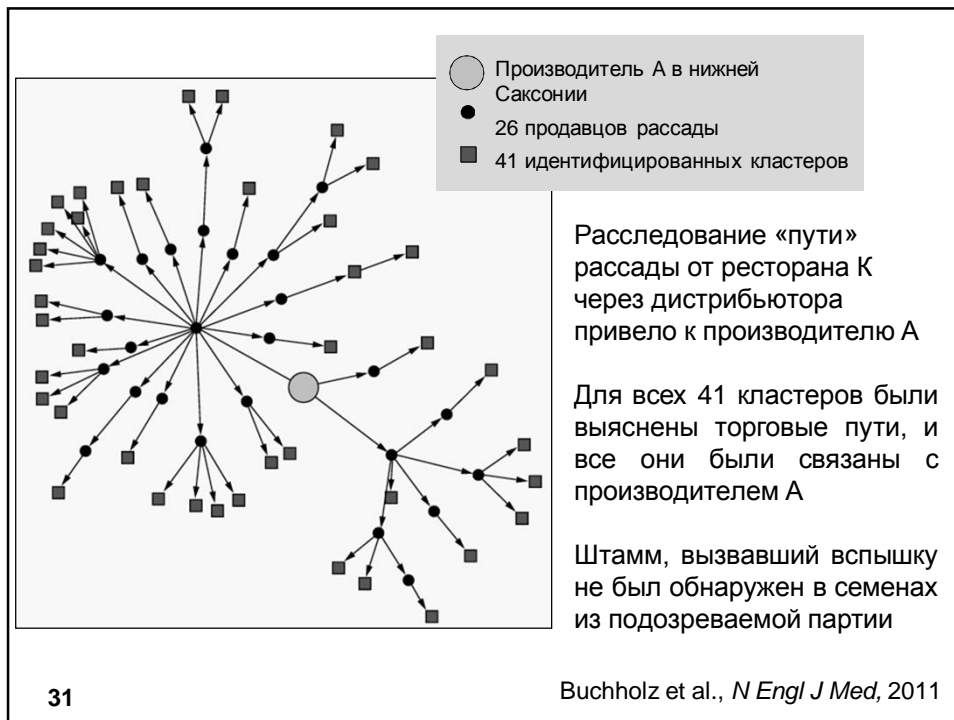 Производитель А в нижней
Саксонии
26 продавцов рассады
41 идентифицированных кластеров
Расследование «пути»
рассады от ресторана К
через дистрибьютора
привело к производителю А
Для всех 41 кластеров были
выяснены торговые пути, и
все они были связаны с
производителем А
Штамм, вызвавший вспышку
не был обнаружен в семенах
из подозреваемой партии
31
Buchholz et al., N Engl J Med, 2011